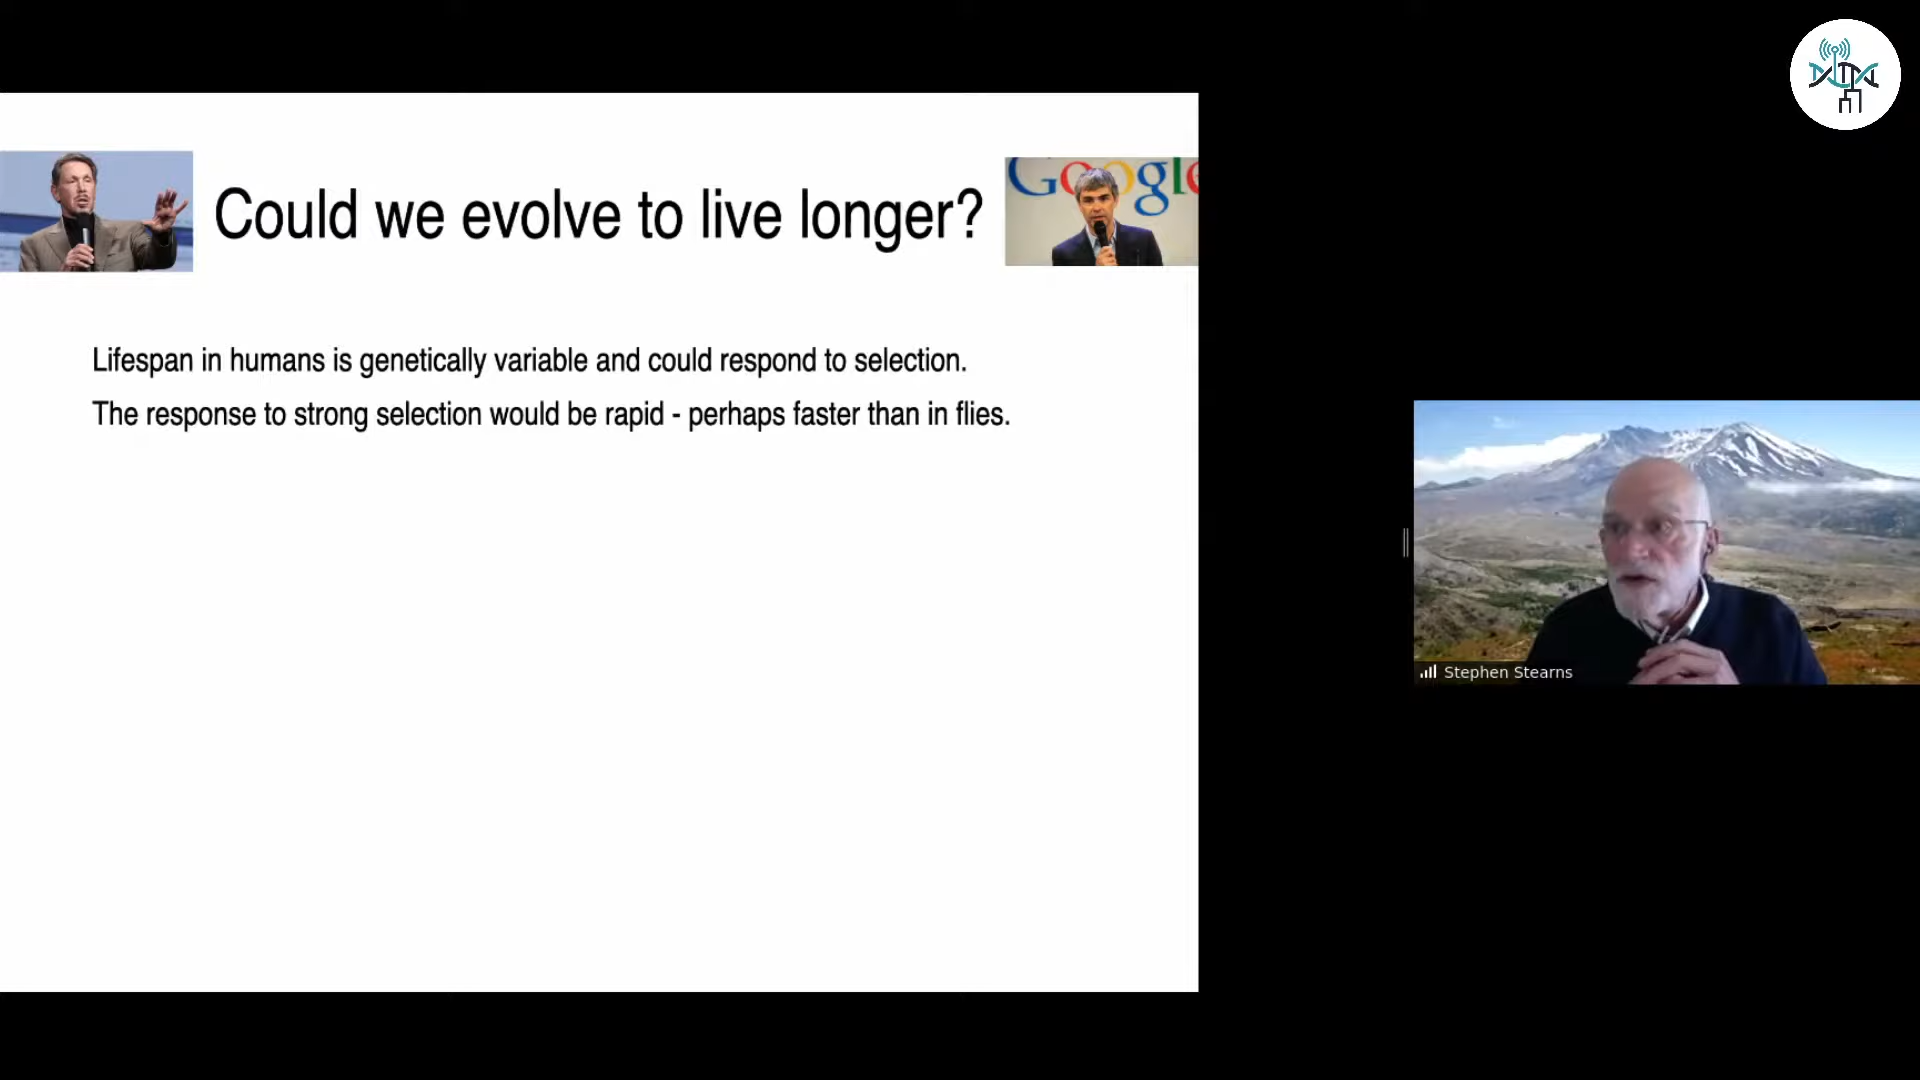 Could we evolve to live longer?
Google
Lifespan in humans is genetically variable and could respond to selection.
The response to strong selection would be rapid - perhaps faster than in flies.
Stephen Stearns